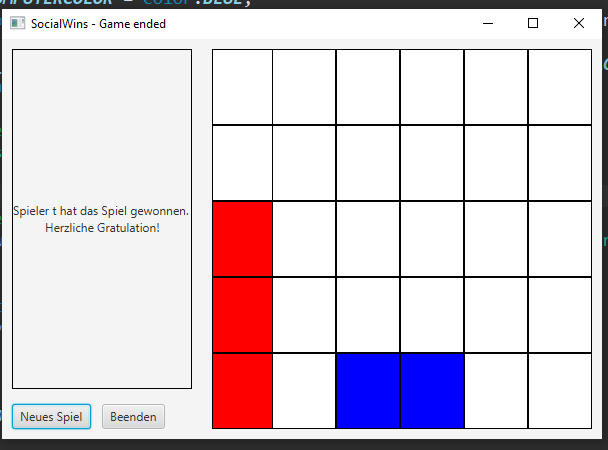 SocialWins - Game ended
Spieler t hat das Spiel gewonnen.
Herzliche Gratulation!
Neues Spiel
Beenden